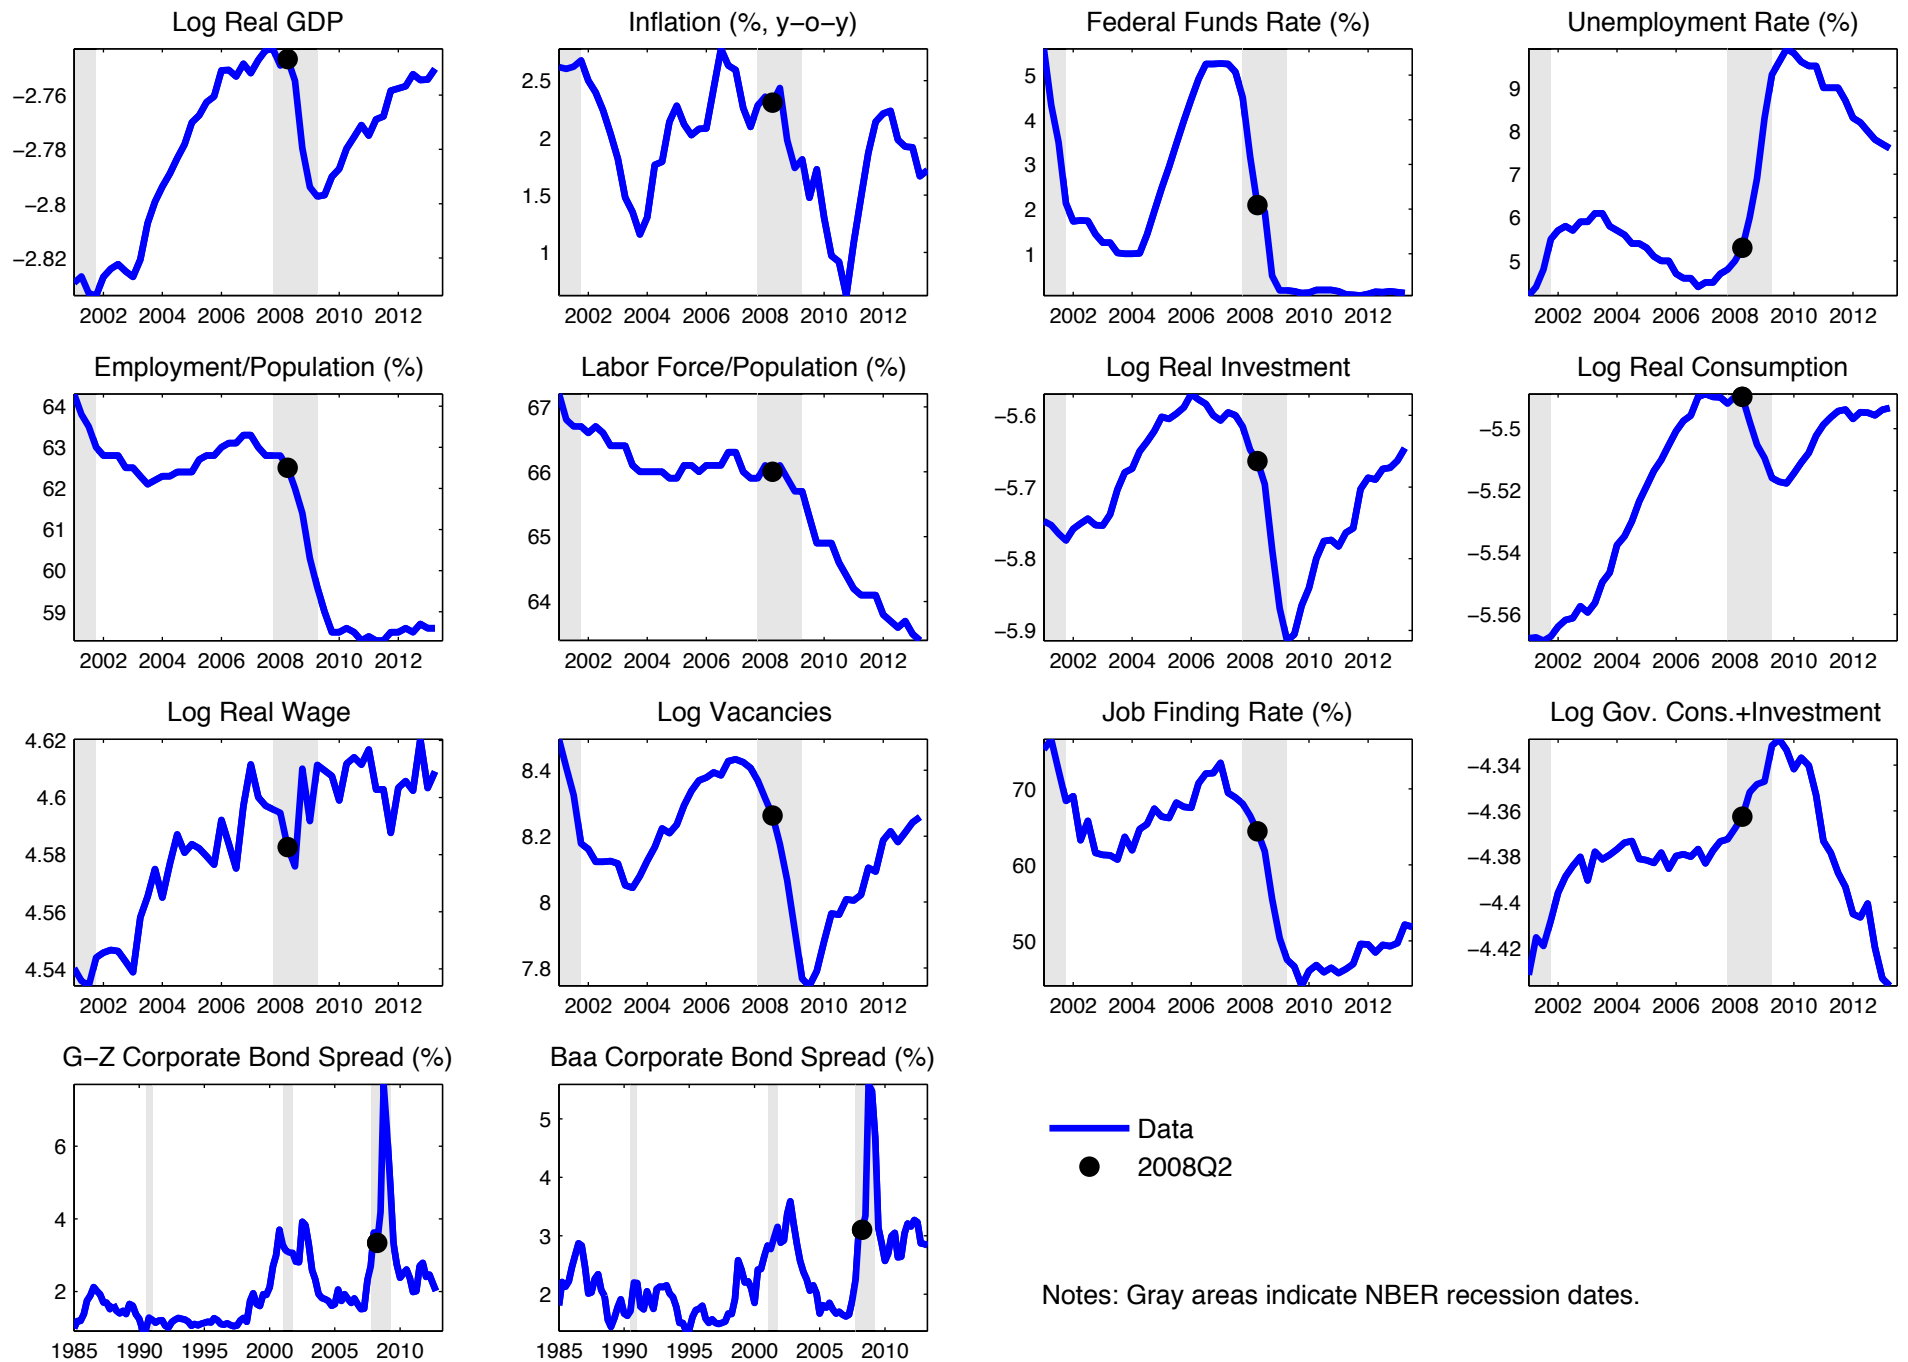 Log Real GDP
−2.76
−2.78
−2.8
−2.82
2002 2004 2006 2008 2010 2012
Inflation (%, y−o−y)
2.5
2
1.5
1
2002 2004 2006 2008 2010 2012
Federal Funds Rate (%)
5
4
3
2
1
2002 2004 2006 2008 2010 2012
Unemployment Rate (%)
9
8
7
6
5
2002 2004 2006 2008 2010 2012
Employment/Population (%)
64
63
62
61
60
59
2002 2004 2006 2008 2010 2012
Labor Force/Population (%)
67
66
65
64
2002 2004 2006 2008 2010 2012
Log Real Investment
−5.6
−5.7
−5.8
−5.9
2002 2004 2006 2008 2010 2012
Log Real Consumption
−5.5
−5.52
−5.54
−5.56
2002 2004 2006 2008 2010 2012
Log Real Wage
4.62
4.6
4.58
4.56
4.54
2002 2004 2006 2008 2010 2012
Log Vacancies
8.4
8.2
8
7.8
2002 2004 2006 2008 2010 2012
Job Finding Rate (%)
70
60
50
2002 2004 2006 2008 2010 2012
Log Gov. Cons.+Investment
−4.34
−4.36
−4.38
−4.4
−4.42
2002 2004 2006 2008 2010 2012
G−Z Corporate Bond Spread (%)
6
4
2
1985 1990 1995 2000 2005 2010
Baa Corporate Bond Spread (%)
5
4
3
2
1985 1990 1995 2000 2005 2010
Data
2008Q2
Notes: Gray areas indicate NBER recession dates.